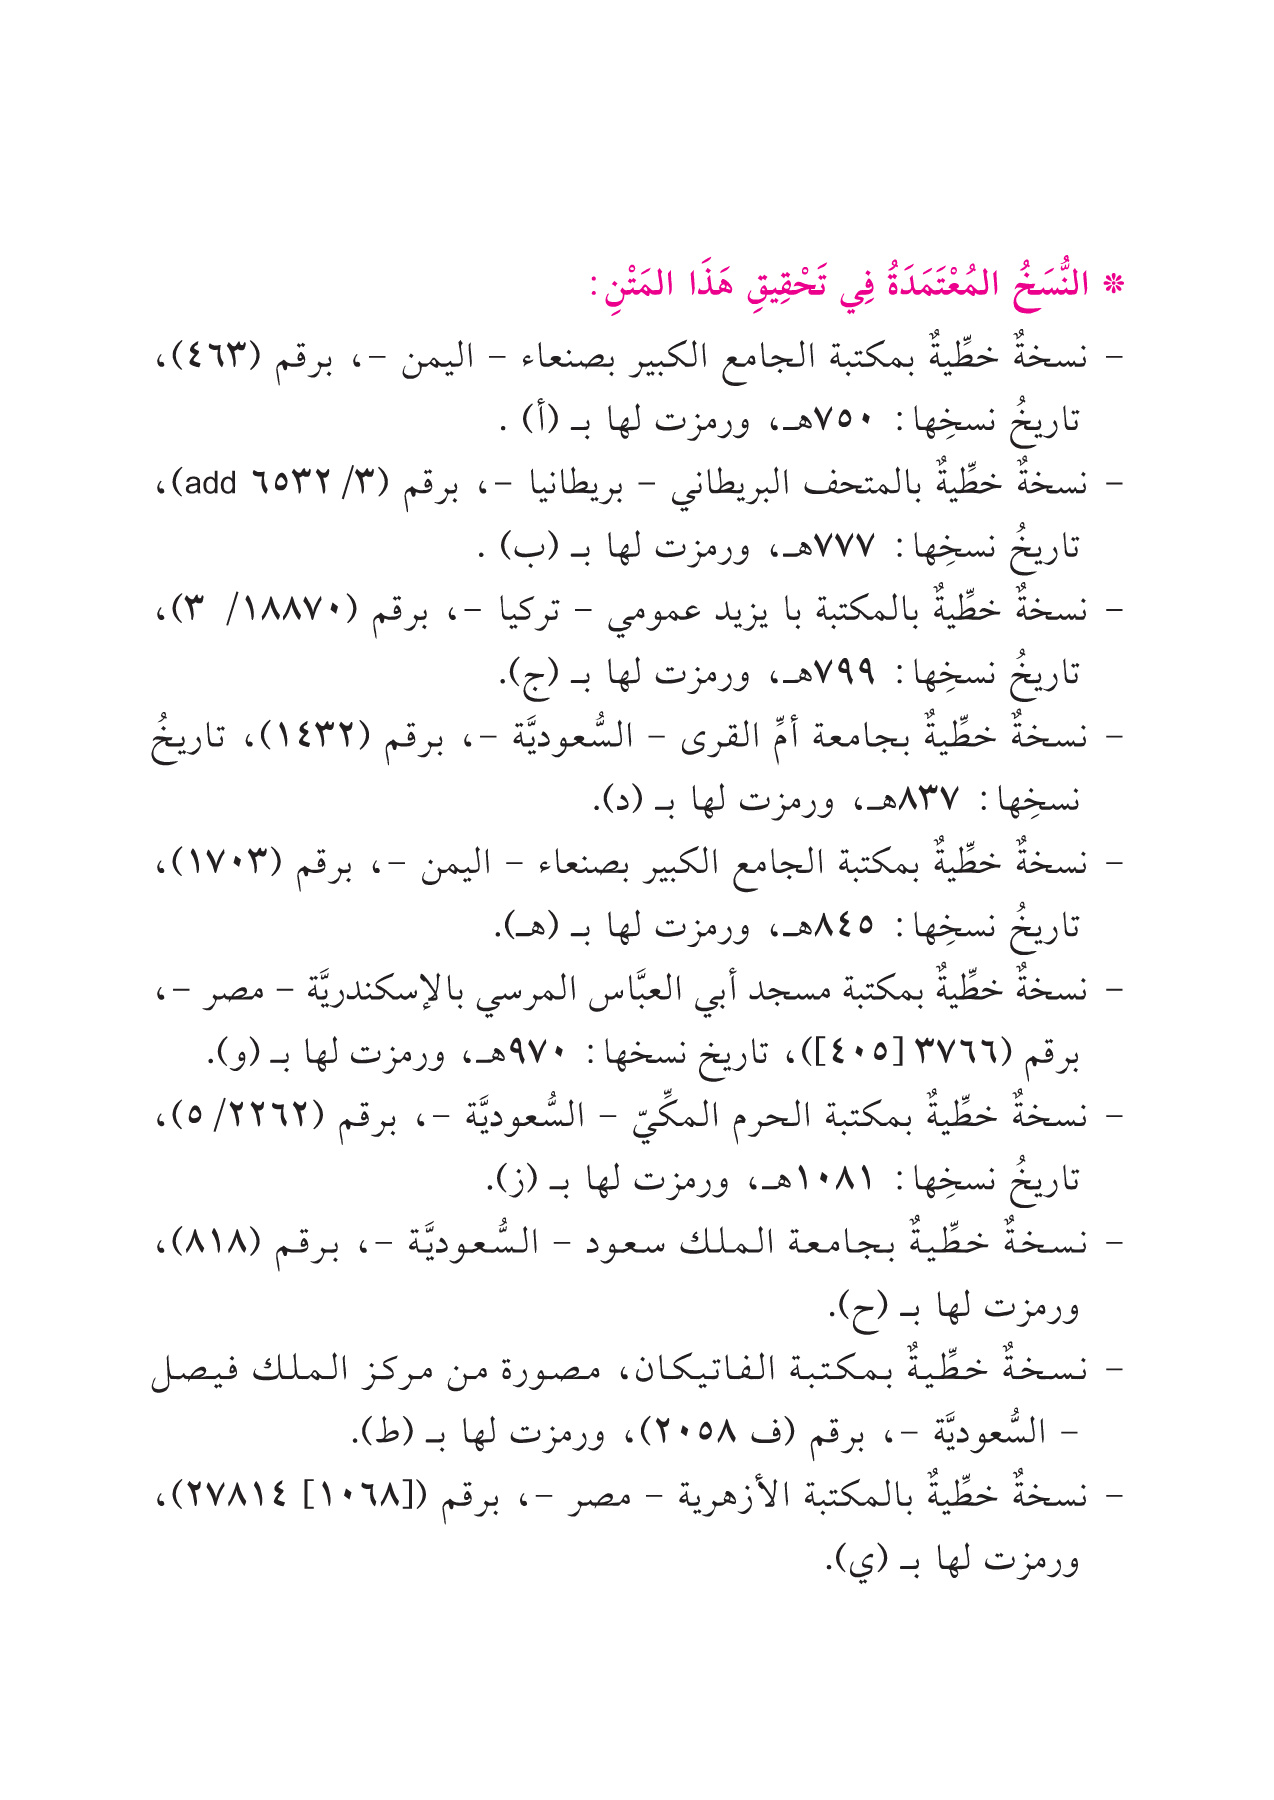 * النُّسَخُ المُعْتَمَدَةُ فِي تَحْقِيقِ هَذَا المَتْنِ:
- نسخةٌ خطِّيةٌ بمكتبة الجامع الكبير بصنعاء - اليمن -، برقم (٤٦٣)،
تاريخُ نسخِها: ٧٥٠هـ، ورمزت لها بـ (أ) .
- نسخةٌ خطِّيةٌ بالمتحف البريطاني - بريطانيا -، برقم (٣/ ٦٥٣٢ add)،
تاريخُ نسخِها: ٧٧٧هـ، ورمزت لها بـ (ب) .
- نسخةٌ خطِّيةٌ بالمكتبة با يزيد عمومي - تركيا -، برقم (١٨٨٧٠/ ٣)،
تاريخُ نسخِها: ٧٩٩هـ، ورمزت لها بـ (ج).
- نسخةٌ خطِّيةٌ بجامعة أمِّ القرى - السُّعوديَّة -، برقم (١٤٣٢)، تاريخُ
نسخِها: ٨٣٧هـ، ورمزت لها بـ (د).
- نسخةٌ خطِّيةٌ بمكتبة الجامع الكبير بصنعاء - اليمن -، برقم (١٧٠٣)،
تاريخُ نسخِها: ٨٤٥هـ، ورمزت لها بـ (هـ).
- نسخةٌ خطِّيةٌ بمكتبة مسجد أبي العبَّاس المرسي بالإسكندريَّة - مصر -،
برقم (٣٧٦٦ [٤٠٥])، تاريخ نسخها: ٩٧٠هـ، ورمزت لها بـ (و).
- نسخةٌ خطِّيةٌ بمكتبة الحرم المكِّيّ - السُّعوديَّة -، برقم (٢٢٦٢/ ٥)،
تاريخُ نسخِها: ١٠٨١هـ، ورمزت لها بـ (ز).
- نسخةٌ خطِّيةٌ بجامعة الملك سعود - السُّعوديَّة -، برقم (٨١٨)،
ورمزت لها بـ (ح).
- نسخةٌ خطِّيةٌ بمكتبة الفاتيكان، مصورة من مركز الملك فيصل
- السُّعوديَّة -، برقم (ف ٢٠٥٨)، ورمزت لها بـ (ط).
- نسخةٌ خطِّيةٌ بالمكتبة الأزهرية - مصر -، برقم ([١٠٦٨] ٢٧٨١٤)،
ورمزت لها بـ (ي).